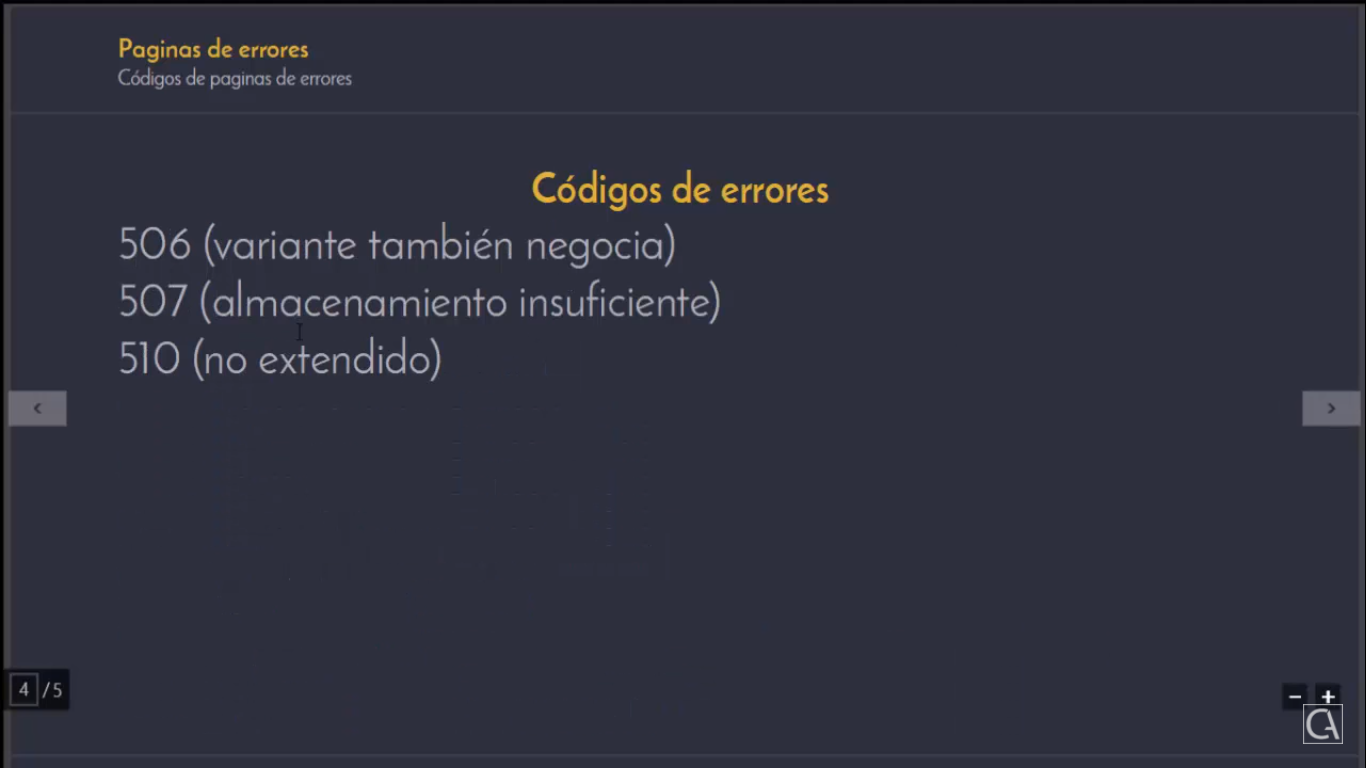 Paginas de errores
Códigos de paginas de errores
Códigos de errores
506 (variante también negocia)
507 (almacenamiento insuficiente)
510 (no extendido)
<
>
4 /5
− +
CA